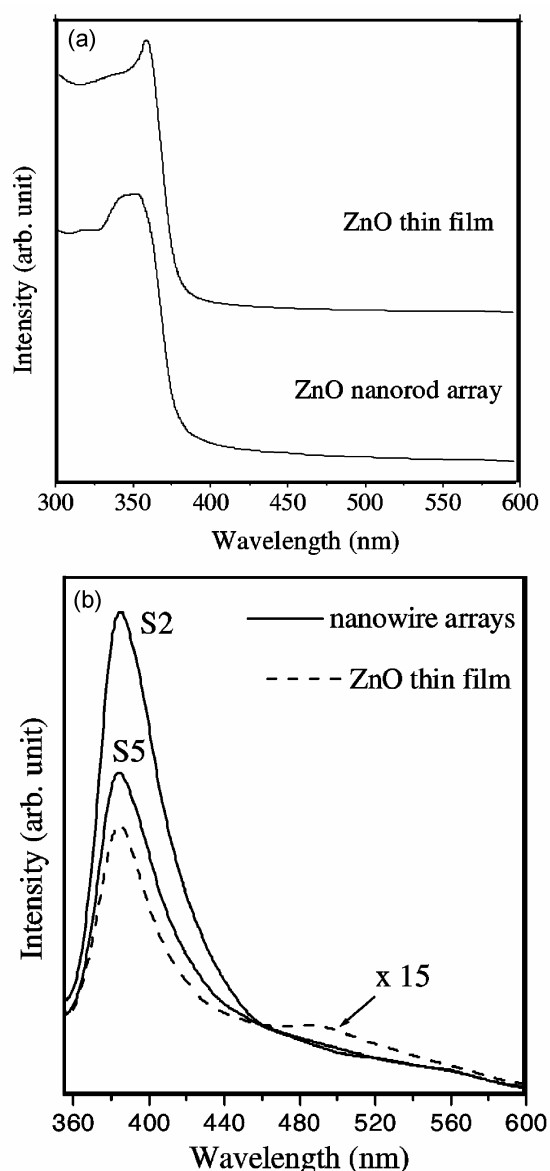 (a)
Intensity (arb. unit)
ZnO thin film
ZnO nanorod array
300 350 400 450 500 550 600
Wavelength (nm)
(b)
S2
nanowire arrays
ZnO thin film
S5
x 15
Intensity (arb. unit)
360 400 440 480 520 560 600
Wavelength (nm)